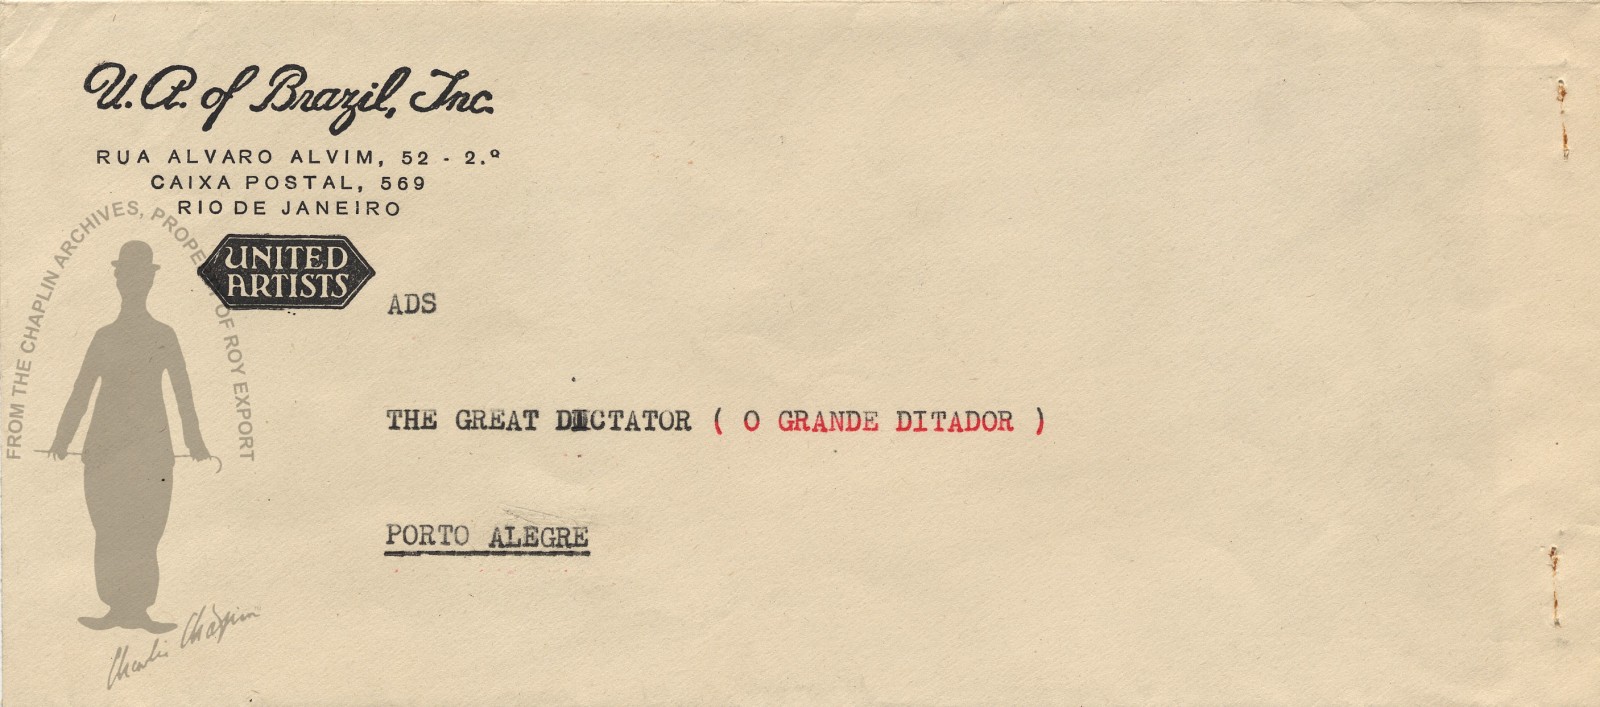 U.A. of Brazil, Inc.
RUA ALVARO ALVIM, 52 - 2.º
CAIXA POSTAL, 569
RIO DE JANEIRO
UNITED
ARTISTS
FROM THE CHAPLIN ARCHIVES, PROPERTY OF ROY EXPORT
ADS
THE GREAT DICTATOR ( O GRANDE DITADOR )
PORTO ALEGRE
Charlie Chaplin